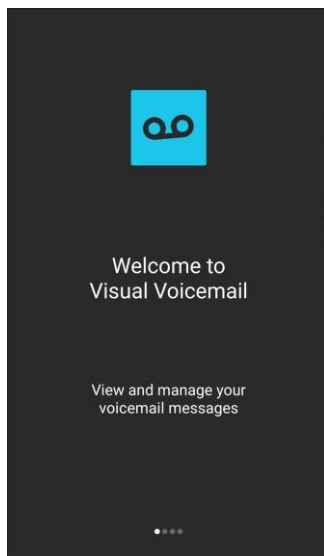 Welcome to
Visual Voicemail
View and manage your
voicemail messages